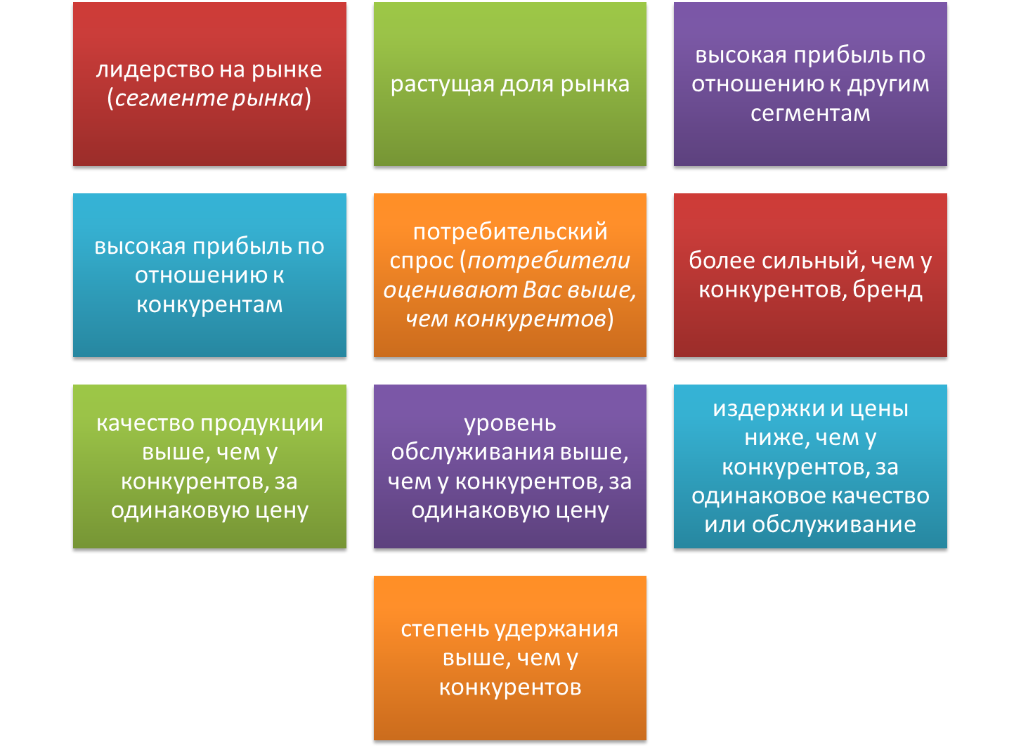 лидерство на рынке
(сегменте рынка)
растущая доля рынка
высокая прибыль по
отношению к другим
сегментам
высокая прибыль по
отношению к
конкурентам
потребительский
спрос (потребители
оценивают Вас выше,
чем конкурентов)
более сильный, чем у
конкурентов, бренд
качество продукции
выше, чем у
конкурентов, за
одинаковую цену
уровень
обслуживания выше,
чем у конкурентов, за
одинаковую цену
издержки и цены
ниже, чем у
конкурентов, за
одинаковое качество
или обслуживание
степень удержания
выше, чем у
конкурентов